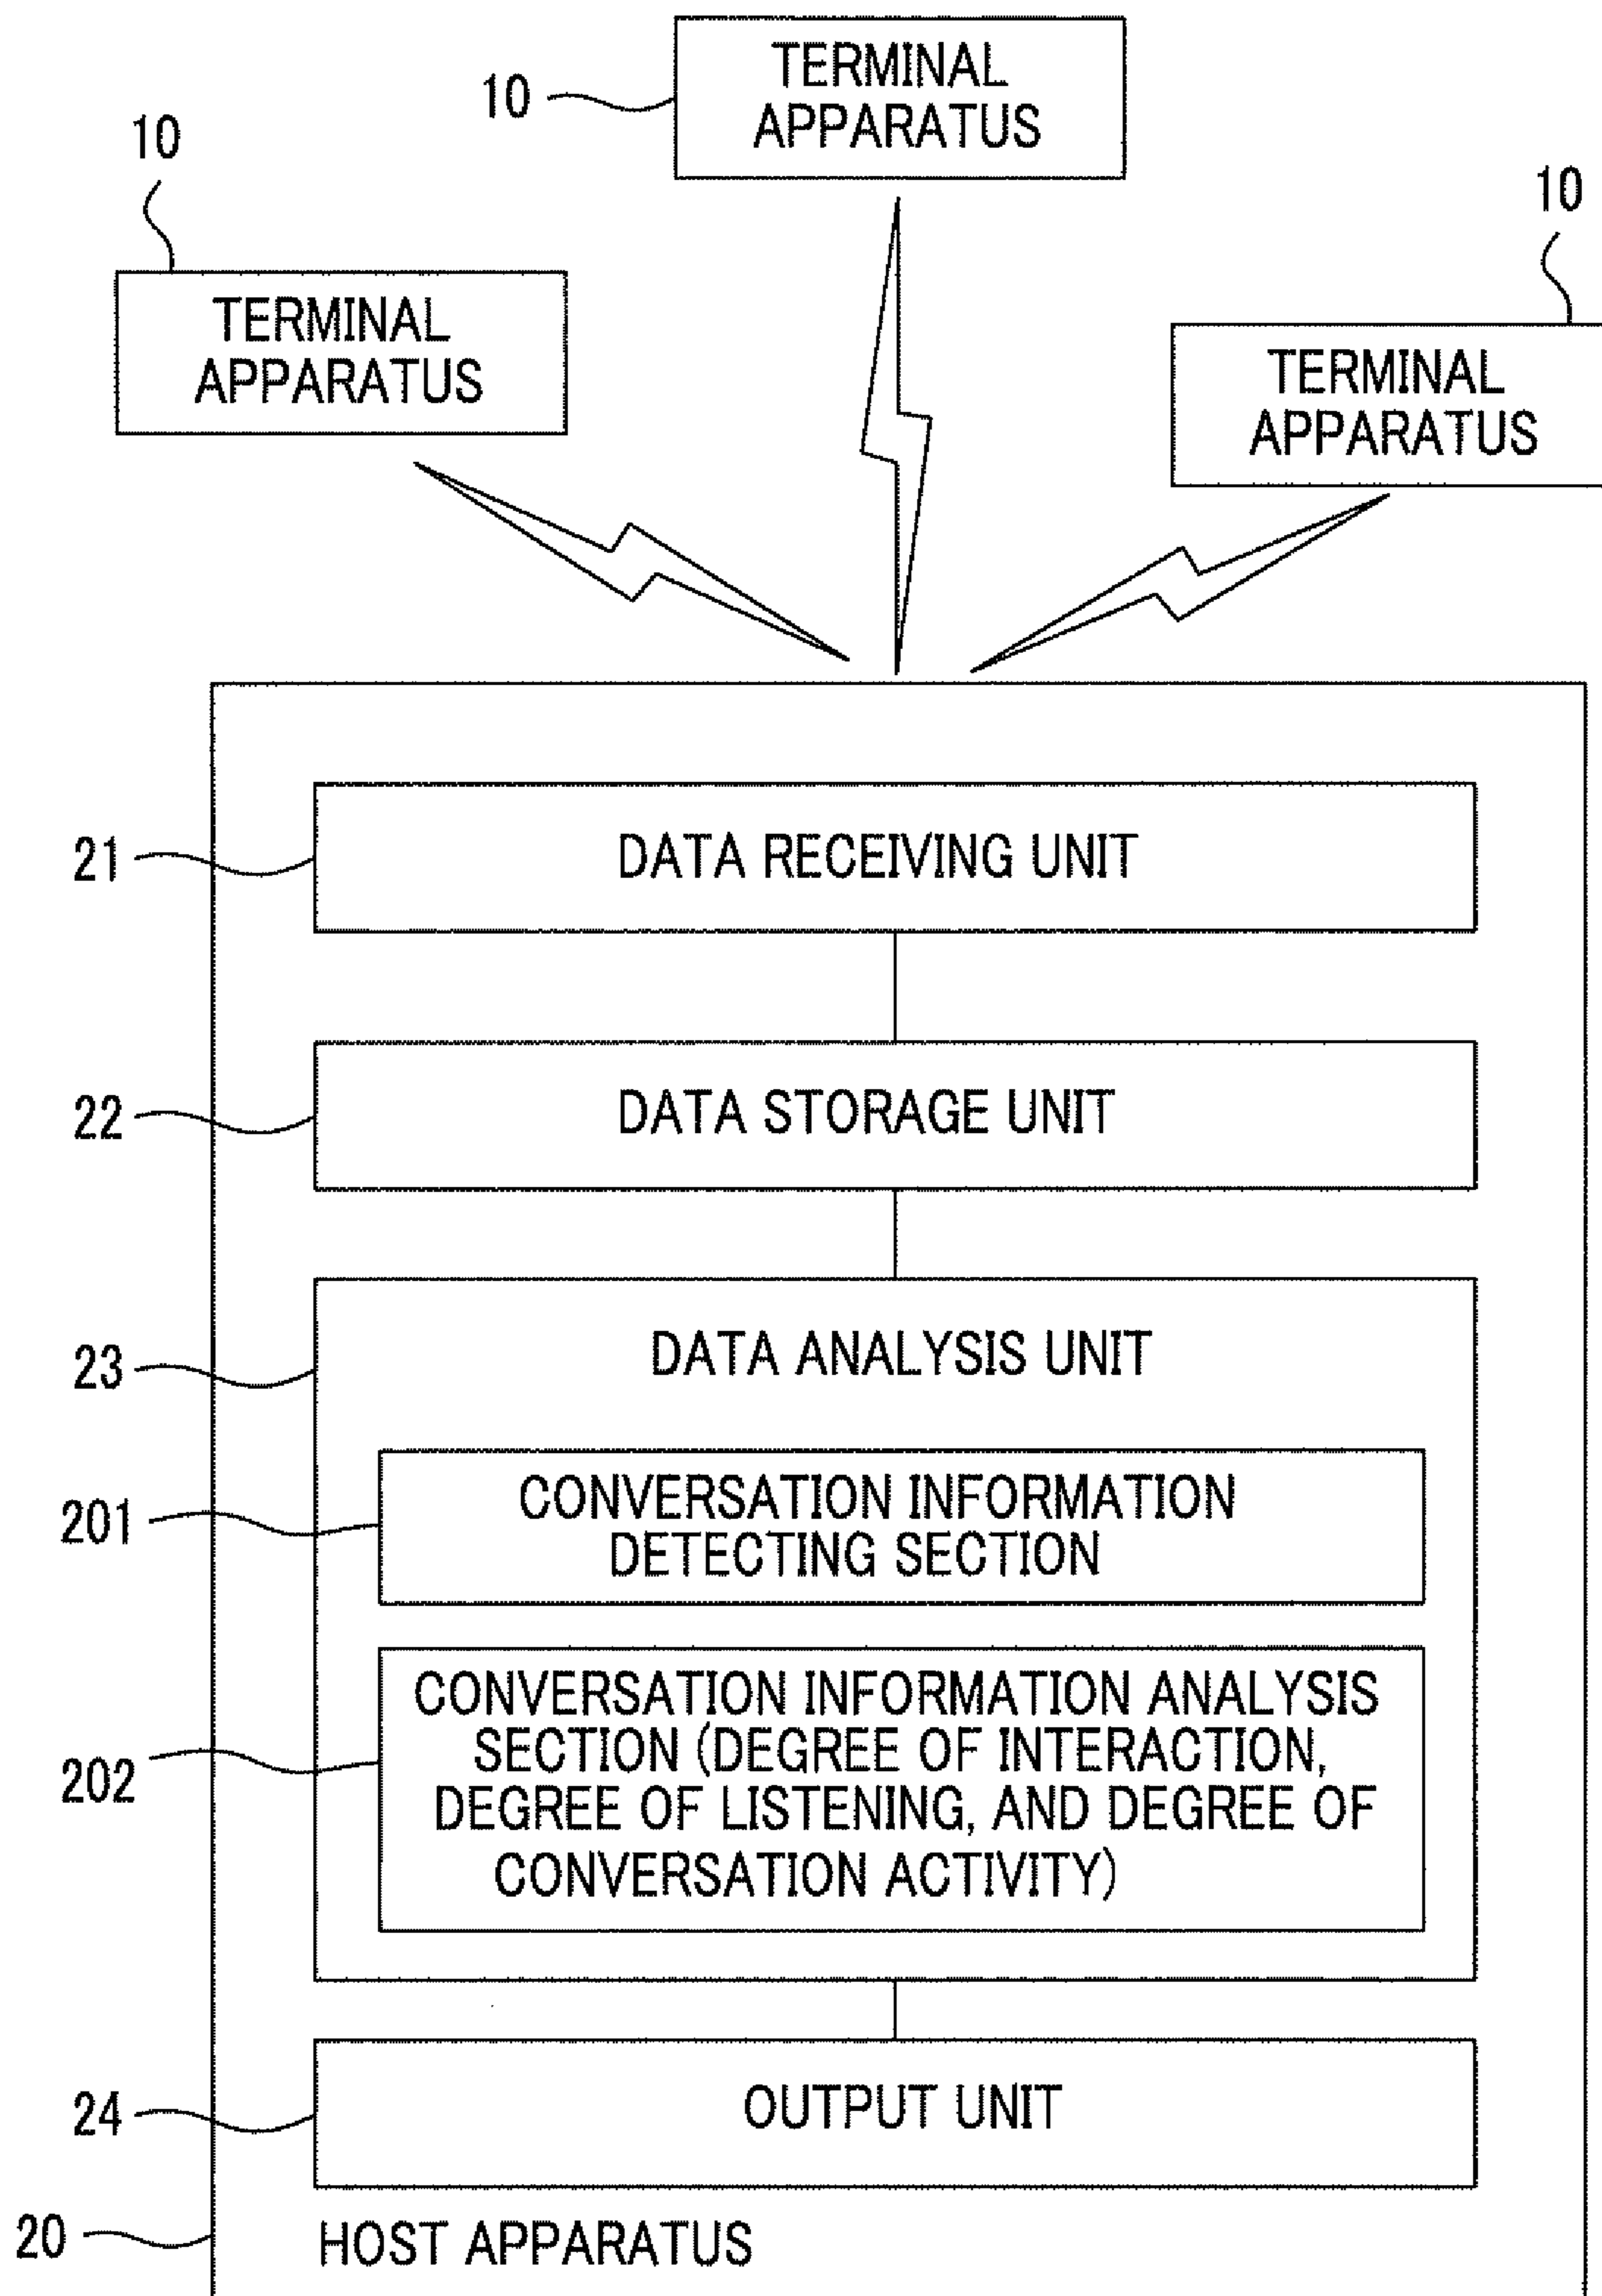 10
TERMINAL
APPARATUS
10
TERMINAL
APPARATUS
10
TERMINAL
APPARATUS
21
DATA RECEIVING UNIT
22
DATA STORAGE UNIT
23
DATA ANALYSIS UNIT
201
CONVERSATION INFORMATION
DETECTING SECTION
202
CONVERSATION INFORMATION ANALYSIS
SECTION (DEGREE OF INTERACTION,
DEGREE OF LISTENING, AND DEGREE OF
CONVERSATION ACTIVITY)
24
OUTPUT UNIT
20
HOST APPARATUS